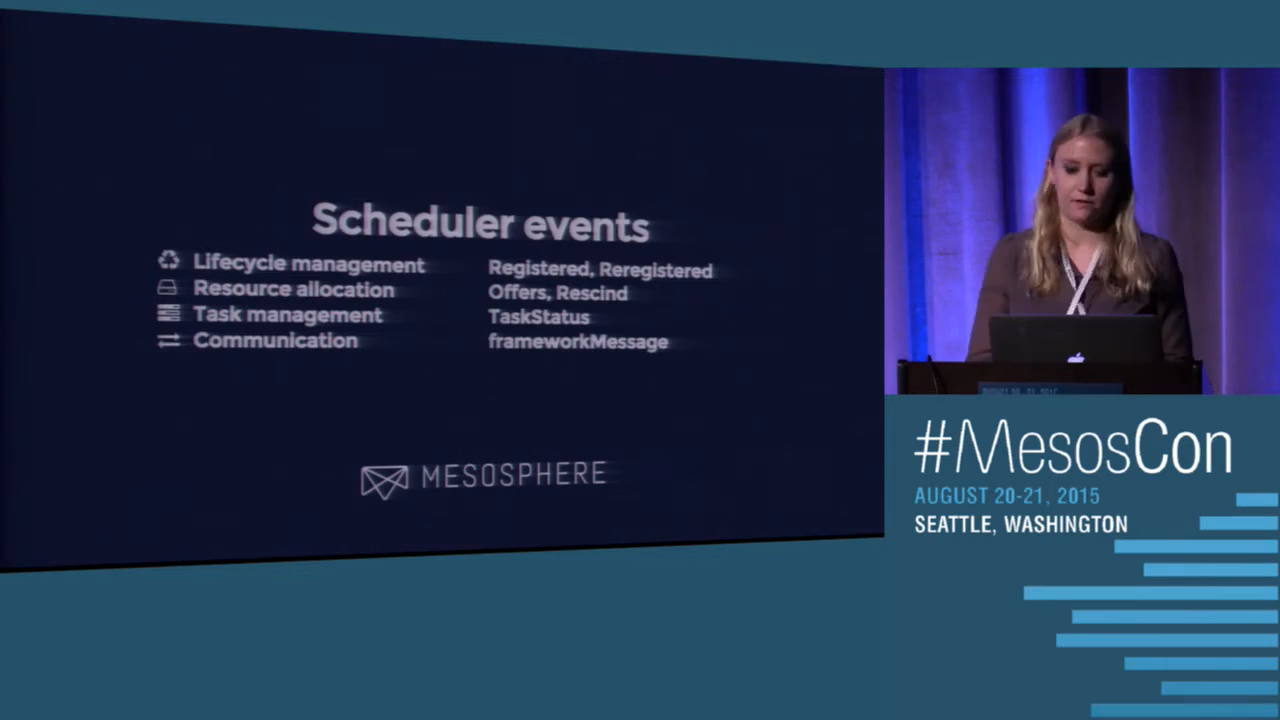 Scheduler events
Lifecycle management Registered, Reregistered
Resource allocation Offers, Rescind
Task management TaskStatus
Communication frameworkMessage
MESOSPHERE
#MesosCon
AUGUST 20-21, 2015
SEATTLE, WASHINGTON